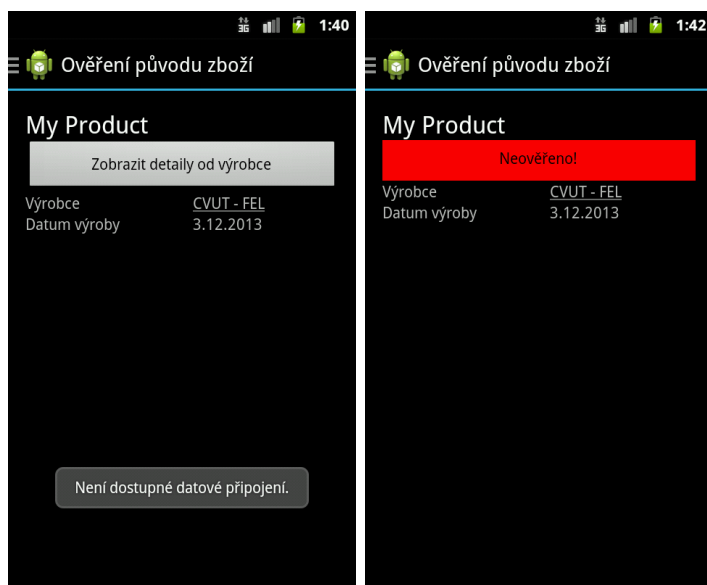 3G 1:40
Ověření původu zboží
My Product
Zobrazit detaily od výrobce
Výrobce CVUT - FEL
Datum výroby 3.12.2013
Není dostupné datové připojení.
3G 1:42
Ověření původu zboží
My Product
Neověřeno!
Výrobce CVUT - FEL
Datum výroby 3.12.2013